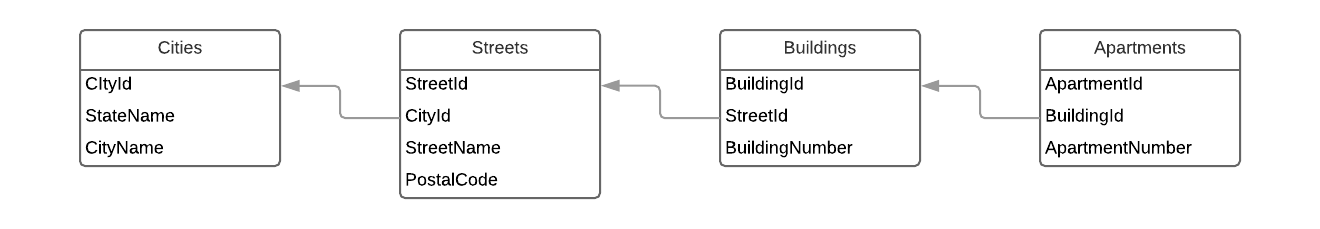 Cities
CItyId
StateName
CityName
Streets
StreetId
CityId
StreetName
PostalCode
Buildings
BuildingId
StreetId
BuildingNumber
Apartments
ApartmentId
BuildingId
ApartmentNumber